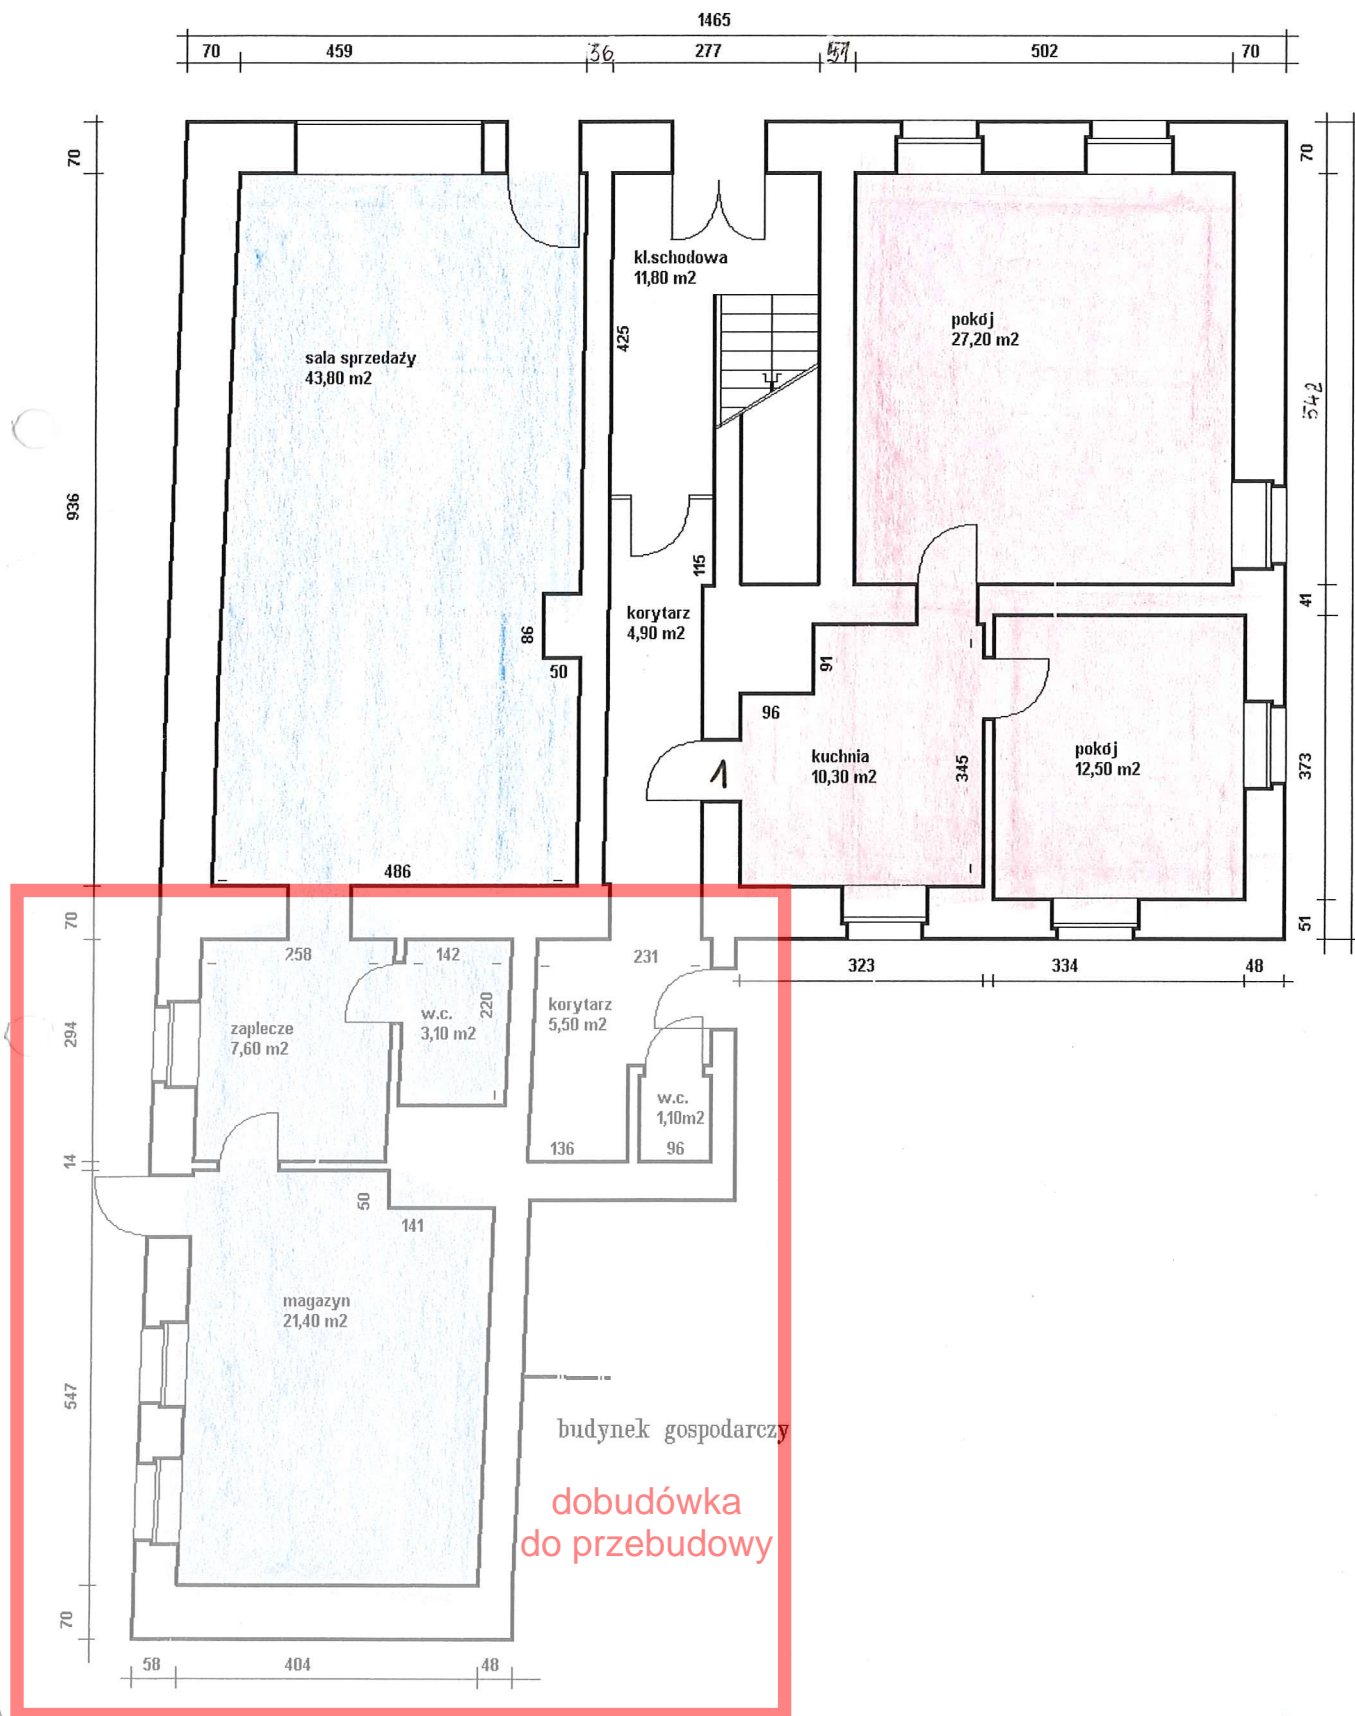 1465
70 459 36 277 51 502 70
70
70
kl.schodowa
11,80 m2
pokój
27,20 m2
425
sala sprzedaży
43,80 m2
542
936
115
korytarz
4,90 m2
86
50
41
91
96
kuchnia
10,30 m2
345
pokój
12,50 m2
373
1
486
70
51
258
142
231
323
334
48
220
korytarz
5,50 m2
w.c.
3,10 m2
zaplecze
7,60 m2
294
w.c.
1,10m2
136
96
14
50
141
magazyn
21,40 m2
547
budynek gospodarczy
dobudówka
do przebudowy
70
58
404
48